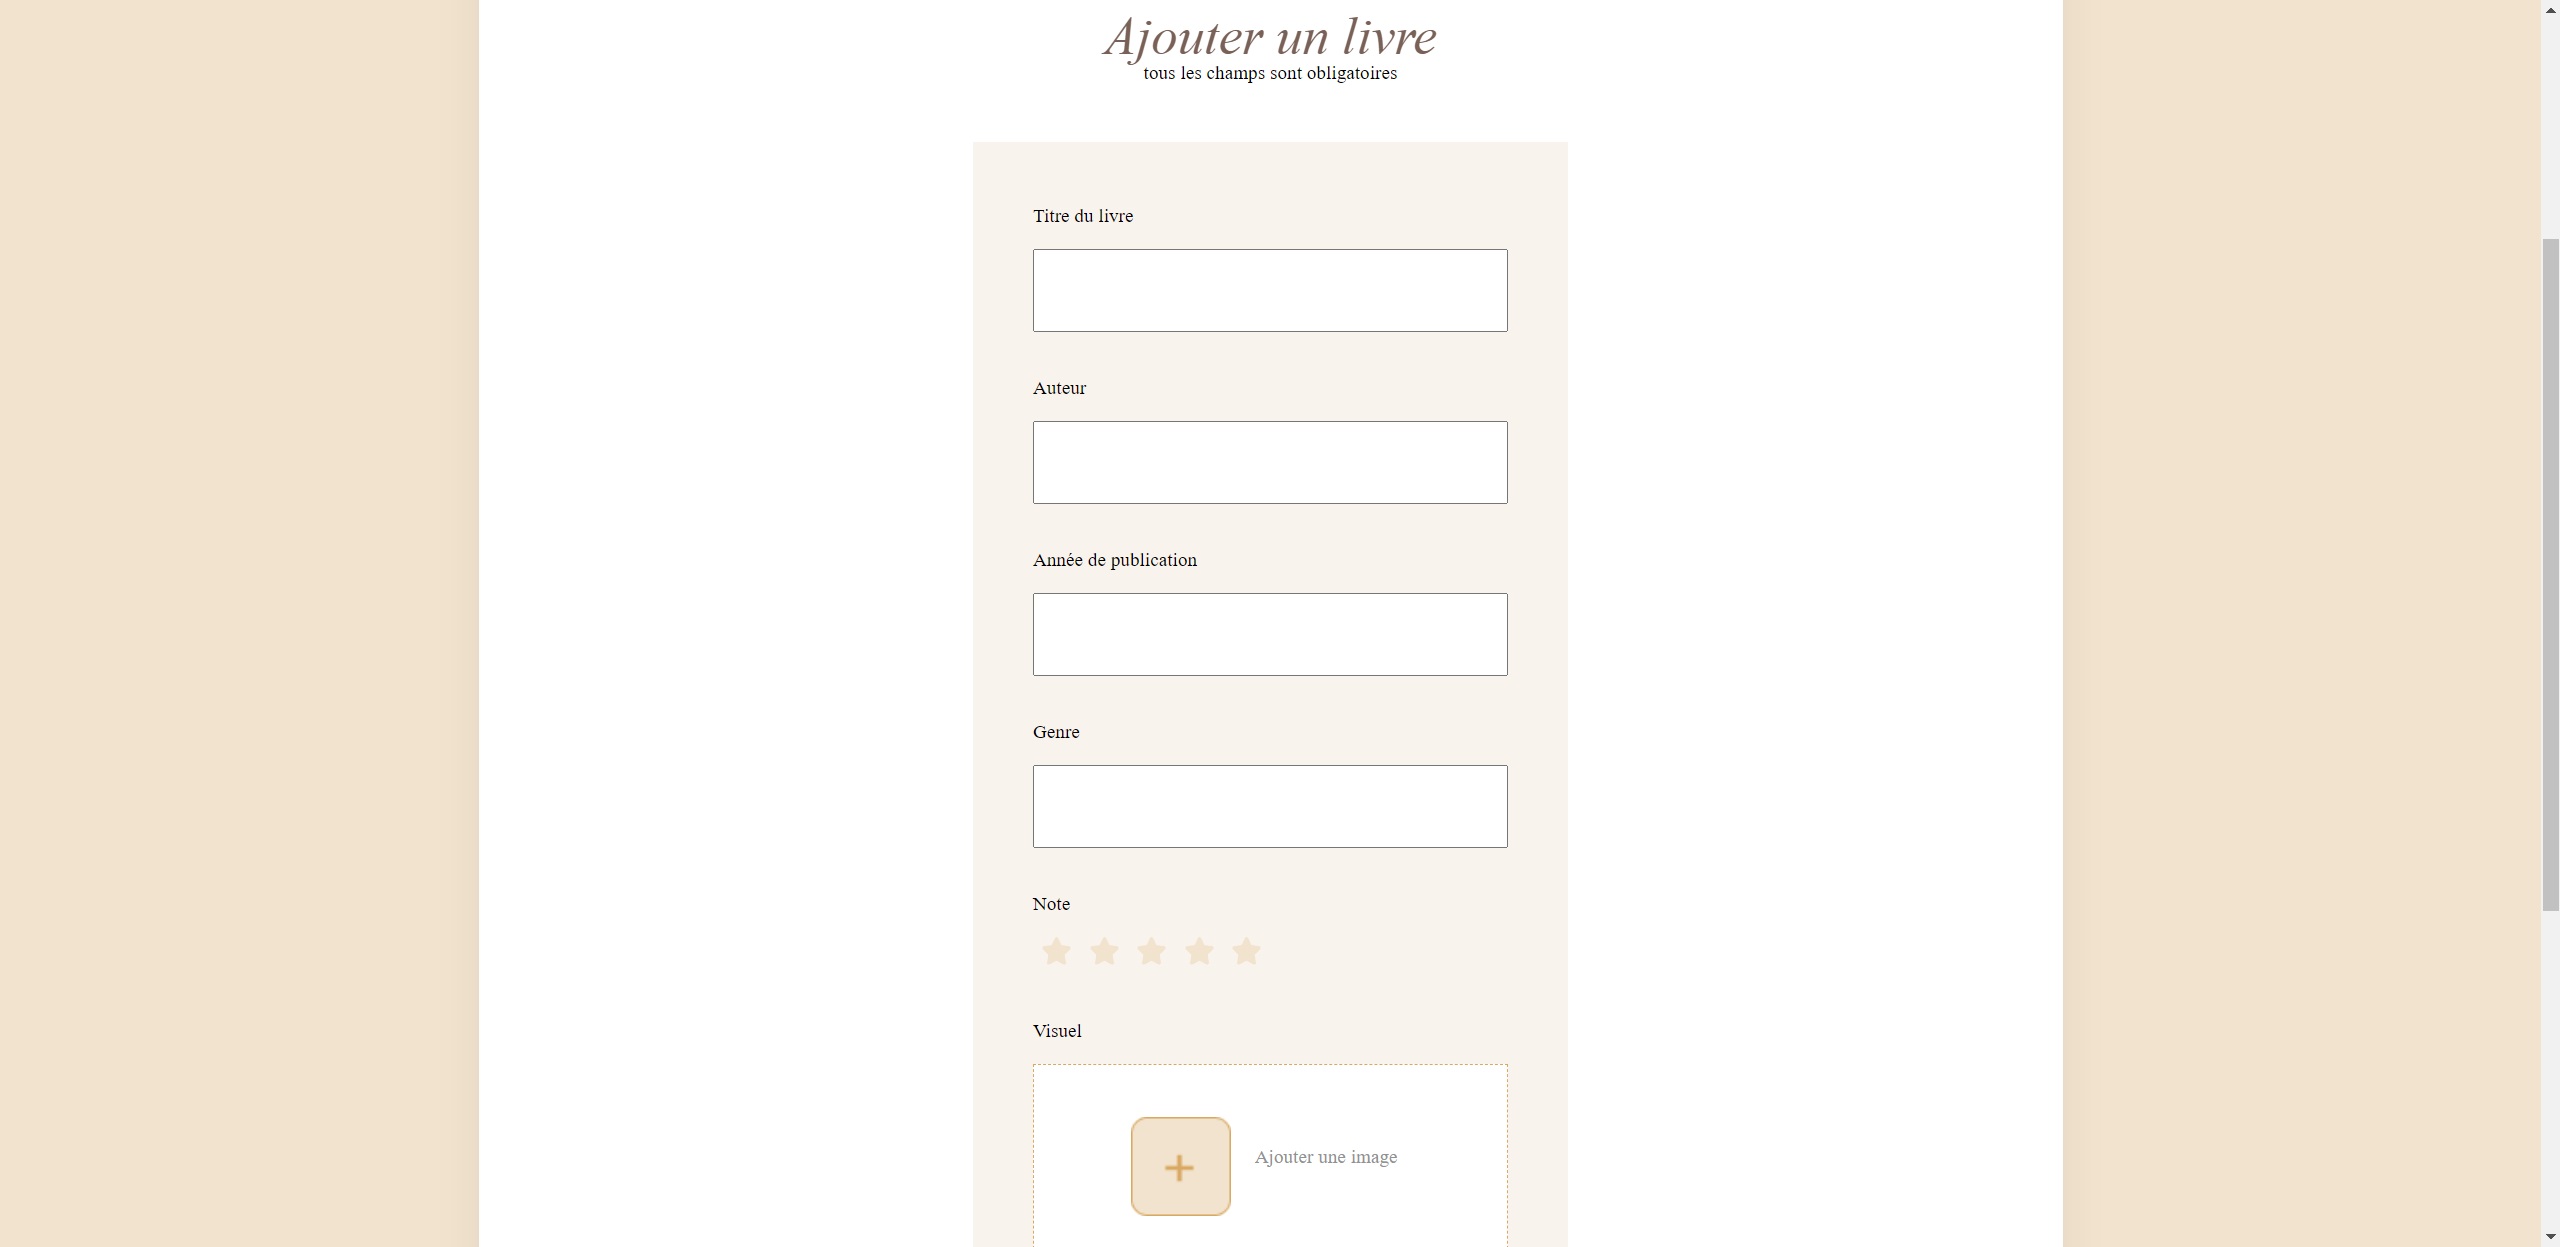 Ajouter un livre
tous les champs sont obligatoires
Titre du livre
Auteur
Année de publication
Genre
Note
Visuel
Ajouter une image